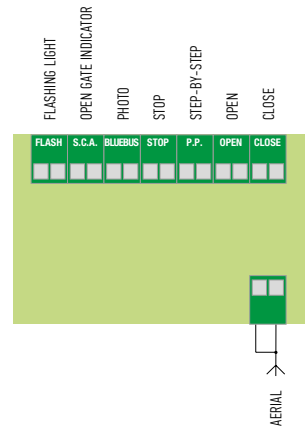 FLASHING LIGHT
OPEN GATE INDICATOR
PHOTO
STOP
STEP-BY-STEP
OPEN
CLOSE
FLASH
S.C.A.
BLUEBUS
STOP
P.P.
OPEN
CLOSE
AERIAL